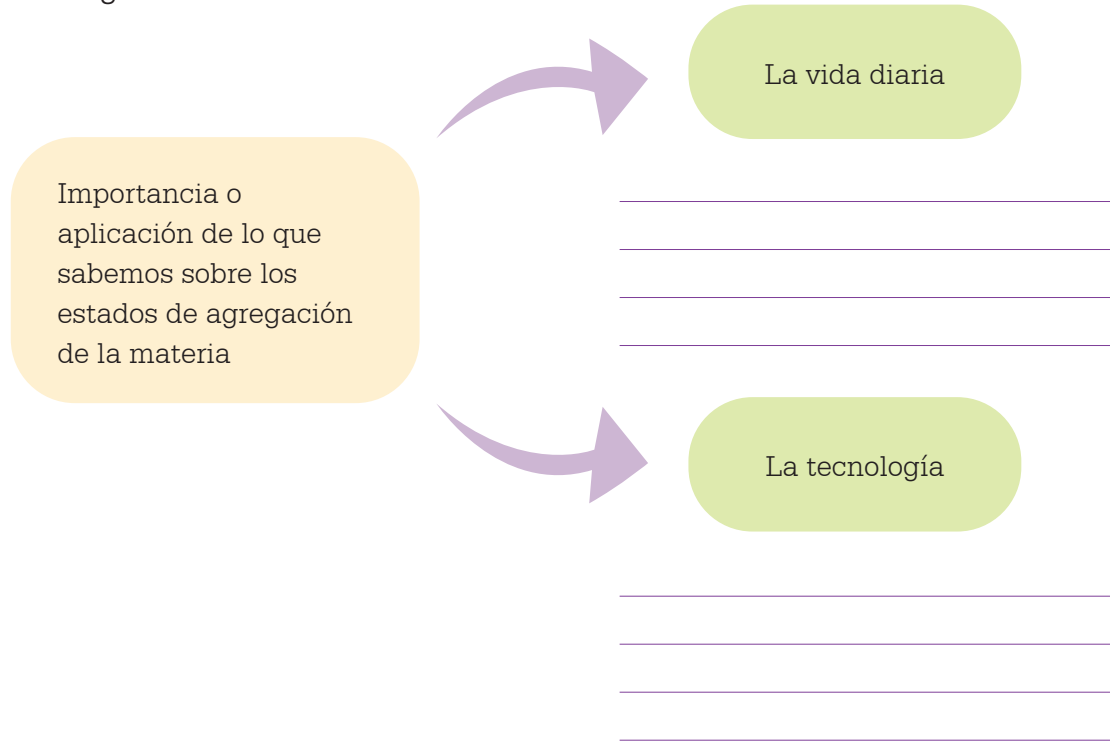 La vida diaria
Importancia o
aplicación de lo que
sabemos sobre los
estados de agregación
de la materia
La tecnología